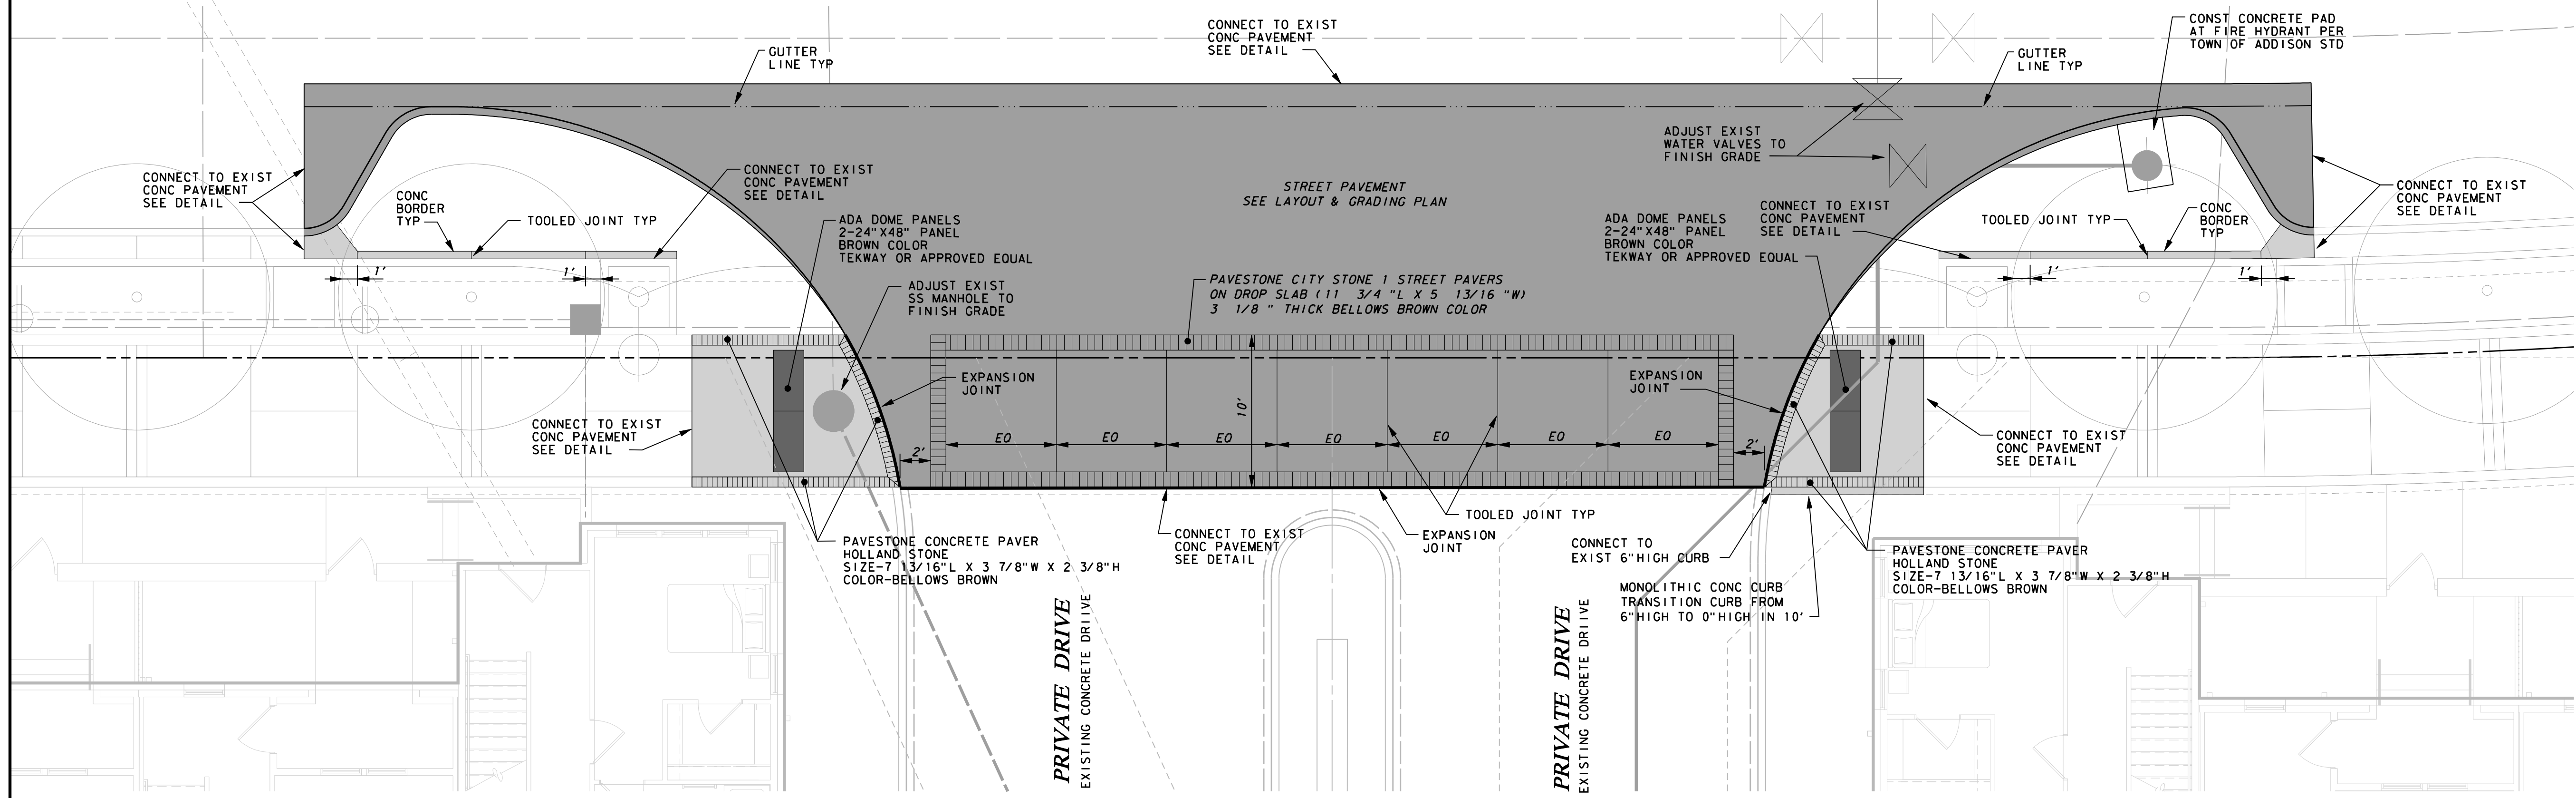 CONNECT TO EXIST
CONC PAVEMENT
SEE DETAIL
CONST CONCRETE PAD
AT FIRE HYDRANT PER
TOWN OF ADDISON STD
GUTTER
LINE TYP
GUTTER
LINE TYP
ADJUST EXIST
WATER VALVES TO
FINISH GRADE
CONNECT TO EXIST
CONC PAVEMENT
SEE DETAIL
CONC
BORDER
TYP
TOOLED JOINT TYP
CONNECT TO EXIST
CONC PAVEMENT
SEE DETAIL
STREET PAVEMENT
SEE LAYOUT & GRADING PLAN
ADA DOME PANELS
2-24"X48" PANEL
BROWN COLOR
TEKWAY OR APPROVED EQUAL
ADA DOME PANELS
2-24"X48" PANEL
BROWN COLOR
TEKWAY OR APPROVED EQUAL
CONNECT TO EXIST
CONC PAVEMENT
SEE DETAIL
TOOLED JOINT TYP
CONC
BORDER
TYP
CONNECT TO EXIST
CONC PAVEMENT
SEE DETAIL
1'
1'
1'
1'
ADJUST EXIST
SS MANHOLE TO
FINISH GRADE
PAVESTONE CITY STONE 1 STREET PAVERS
ON DROP SLAB (11 3/4 "L X 5 13/16 "W)
3 1/8 " THICK BELLOWS BROWN COLOR
EXPANSION
JOINT
EXPANSION
JOINT
10'
CONNECT TO EXIST
CONC PAVEMENT
SEE DETAIL
2'
EQ
EQ
EQ
EQ
EQ
EQ
EQ
2'
CONNECT TO EXIST
CONC PAVEMENT
SEE DETAIL
TOOLED JOINT TYP
PAVESTONE CONCRETE PAVER
HOLLAND STONE
SIZE-7 13/16"L X 3 7/8"W X 2 3/8"H
COLOR-BELLOWS BROWN
CONNECT TO EXIST
CONC PAVEMENT
SEE DETAIL
EXPANSION
JOINT
CONNECT TO
EXIST 6"HIGH CURB
PAVESTONE CONCRETE PAVER
HOLLAND STONE
SIZE-7 13/16"L X 3 7/8"W X 2 3/8"H
COLOR-BELLOWS BROWN
MONOLITHIC CONC CURB
TRANSITION CURB FROM
6"HIGH TO 0"HIGH IN 10'
PRIVATE DRIVE
EXISTING CONCRETE DRIVE
PRIVATE DRIVE
EXISTING CONCRETE DRIIVE